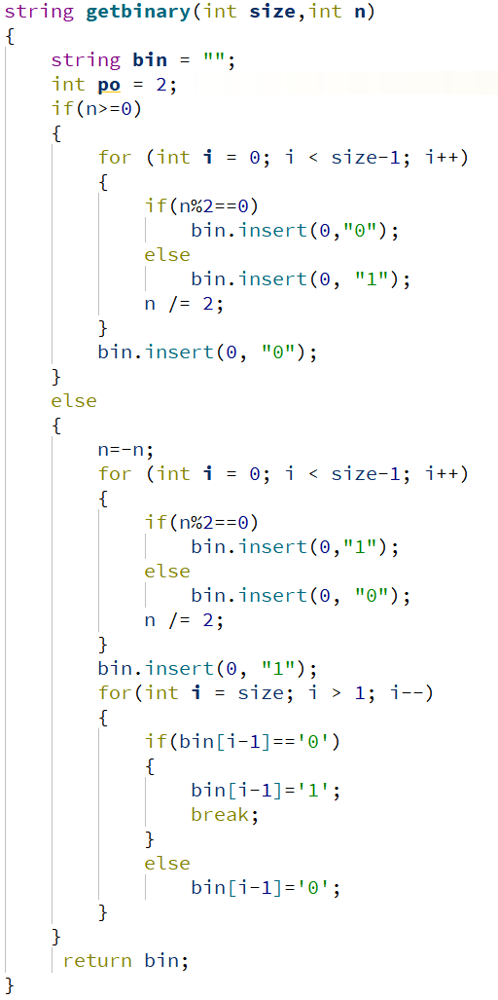 string getbinary(int size,int n)
{
    string bin = "";
    int po = 2;
    if(n>=0)
    {
        for (int i = 0; i < size-1; i++)
        {
            if(n%2==0)
                bin.insert(0,"0");
            else
                bin.insert(0, "1");
            n /= 2;
        }
        bin.insert(0, "0");
    }
    else
    {
        n=-n;
        for (int i = 0; i < size-1; i++)
        {
            if(n%2==0)
                bin.insert(0,"1");
            else
                bin.insert(0, "0");
            n /= 2;
        }
        bin.insert(0, "1");
        for(int i = size; i > 1; i--)
        {
            if(bin[i-1]=='0')
            {
                bin[i-1]='1';
                break;
            }
            else
                bin[i-1]='0';
        }
    }
     return bin;
}